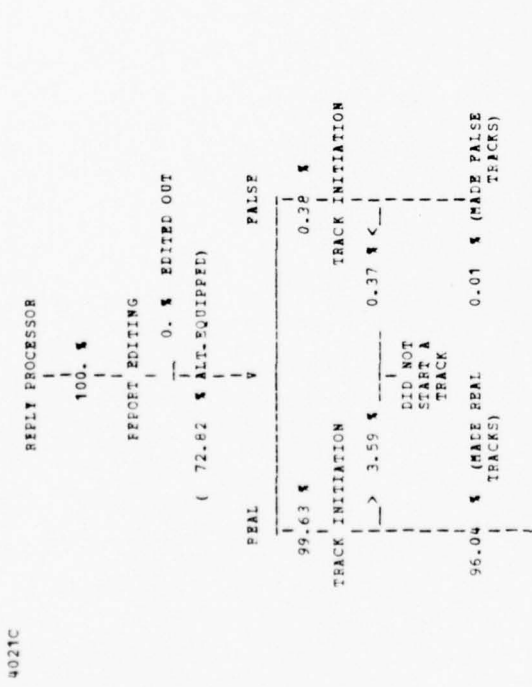 4021C
REPLY PROCESSOR
100. %
REPORT EDITING
0. % EDITED OUT
( 72.82 % ALT-EQUIPPED)
V
REAL FALSE
99.63 % 0.38 %
TRACK INITIATION TRACK INITIATION
> 3.59 % 0.37 % <
DID NOT
START A
TRACK
96.04 % (MADE REAL 0.01 % (MADE FALSE
TRACKS) TRACKS)